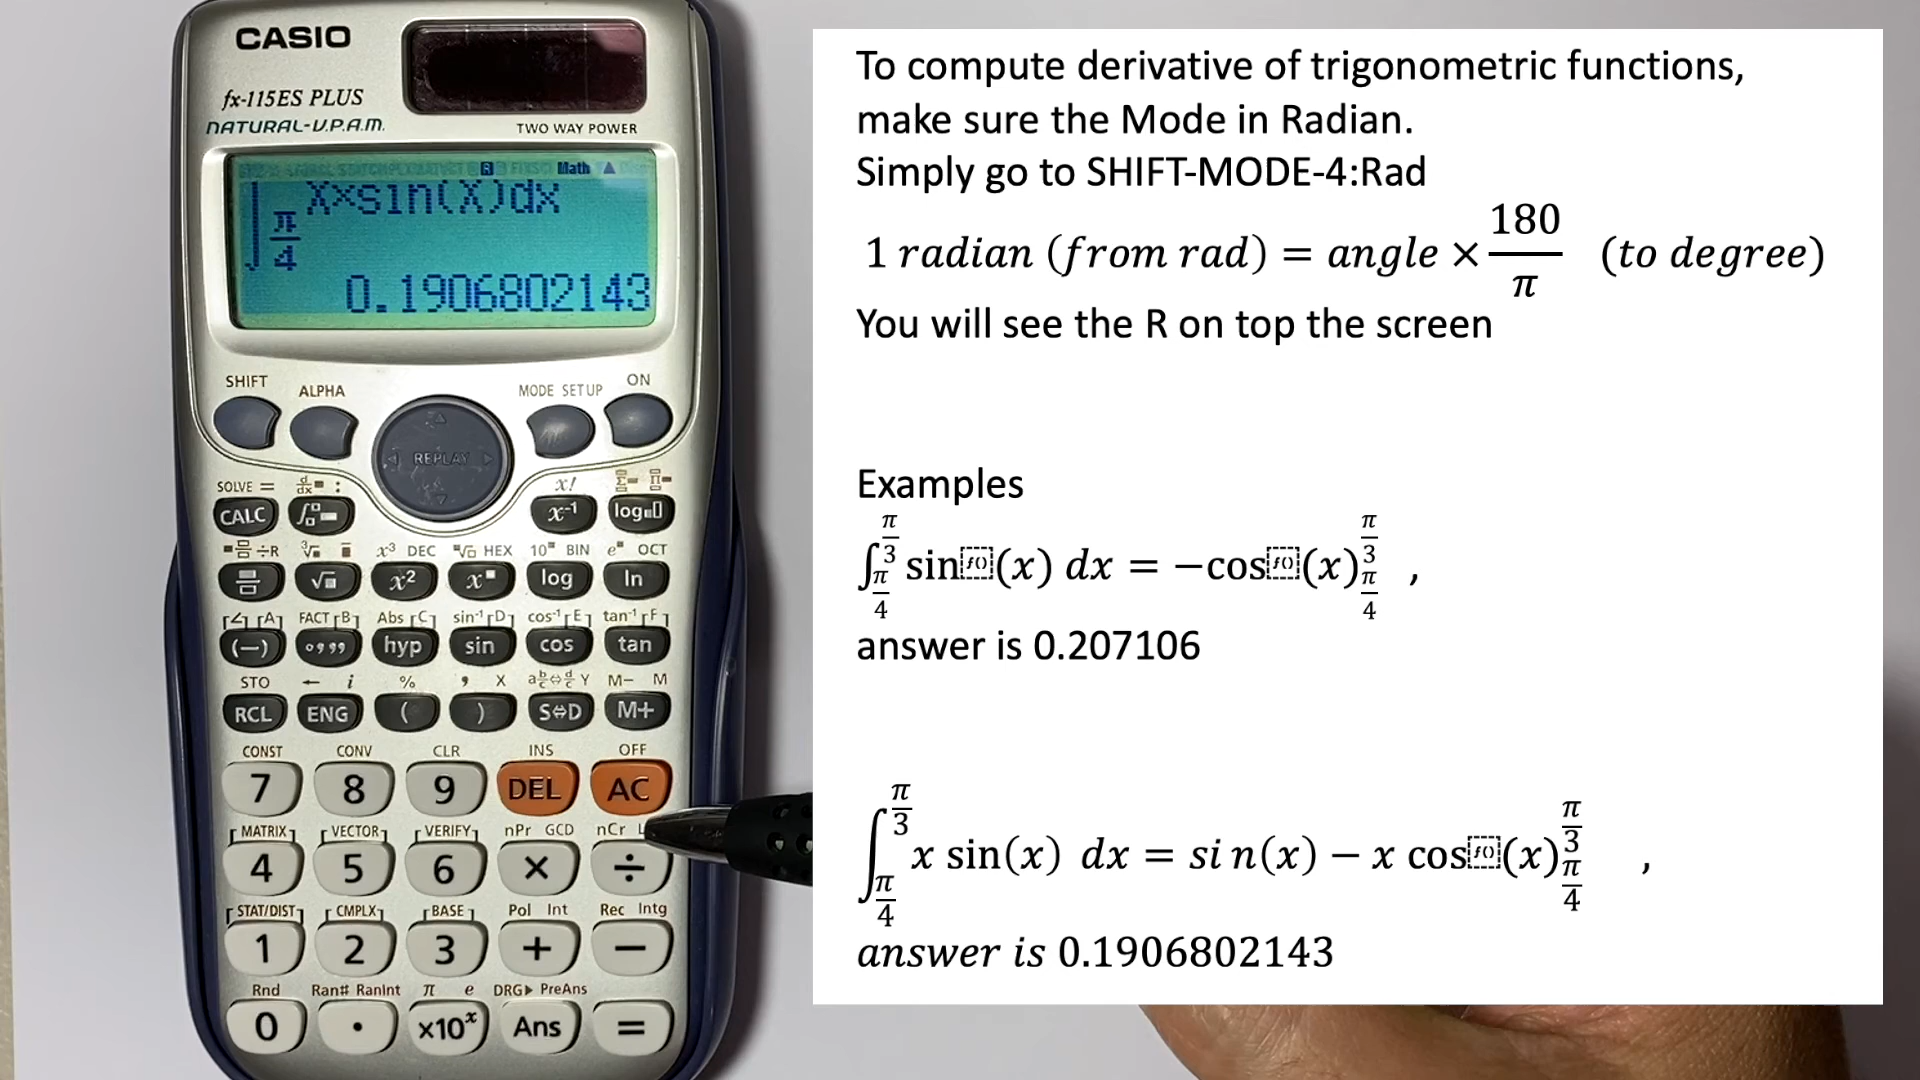 CASIO
fx-115ES PLUS
NATURAL-V.P.A.M.
TWO WAY POWER
R Math ▲
∫π/4 X×sin(X)dx
0.1906802143
SHIFT
ALPHA
MODE SETUP
ON
REPLAY
SOLVE = d/dx :
x! Σ Π
CALC ∫ x⁻¹ log
÷R ³√ x³ DEC HEX 10 BIN e OCT
√ x² x log ln
∠ A FACT B Abs C sin⁻¹ D cos⁻¹ E tan⁻¹ F
(−) hyp sin cos tan
STO ← i % , X a b/c⇔d/c Y M− M
RCL ENG ( ) S⇔D M+
CONST CONV CLR INS OFF
7 8 9 DEL AC
MATRIX VECTOR VERIFY nPr GCD nCr
4 5 6 × ÷
STAT/DIST CMPLX BASE Pol Int Rec Intg
1 2 3 + −
Rnd Ran# RanInt π e DRG▶ PreAns
0 • ×10ˣ Ans =
To compute derivative of trigonometric functions,
make sure the Mode in Radian.
Simply go to SHIFT-MODE-4:Rad
1 radian (from rad) = angle × 180/π (to degree)
You will see the R on top the screen
Examples
∫π/4 π/3 sin(x) dx = −cos(x) π/3 π/4 ,
answer is 0.207106
∫π/4 π/3 x sin(x) dx = sin(x) − x cos(x) π/3 π/4 ,
answer is 0.1906802143